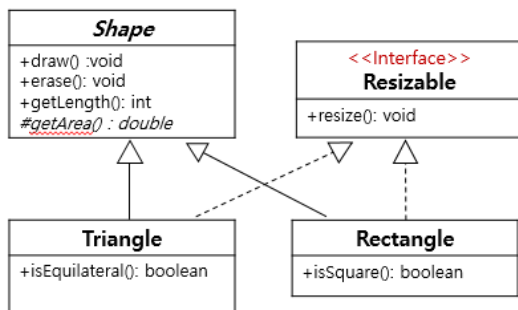 Shape
+draw() :void
+erase(): void
+getLength(): int
#getArea() : double
<<Interface>>
Resizable
+resize(): void
Triangle
+isEquilateral(): boolean
Rectangle
+isSquare(): boolean